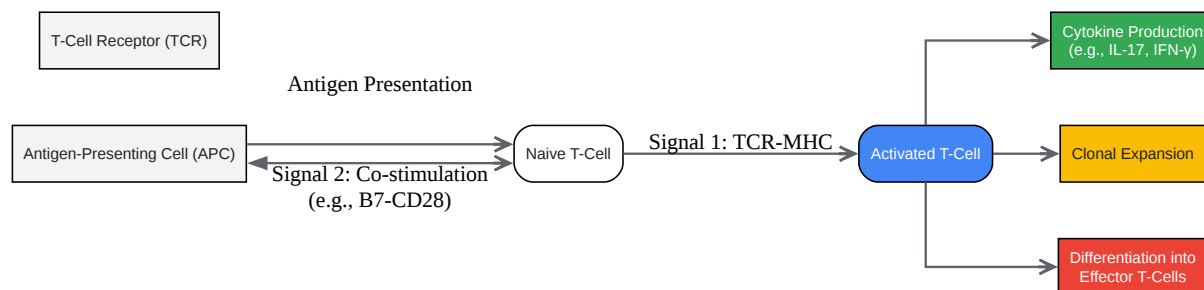 T-Cell Receptor (TCR)
Cytokine Production
(e.g., IL-17, IFN-γ)
Antigen Presentation
Antigen-Presenting Cell (APC)
Naive T-Cell
Signal 1: TCR-MHC
Activated T-Cell
Clonal Expansion
Signal 2: Co-stimulation
(e.g., B7-CD28)
Differentiation into
Effector T-Cells